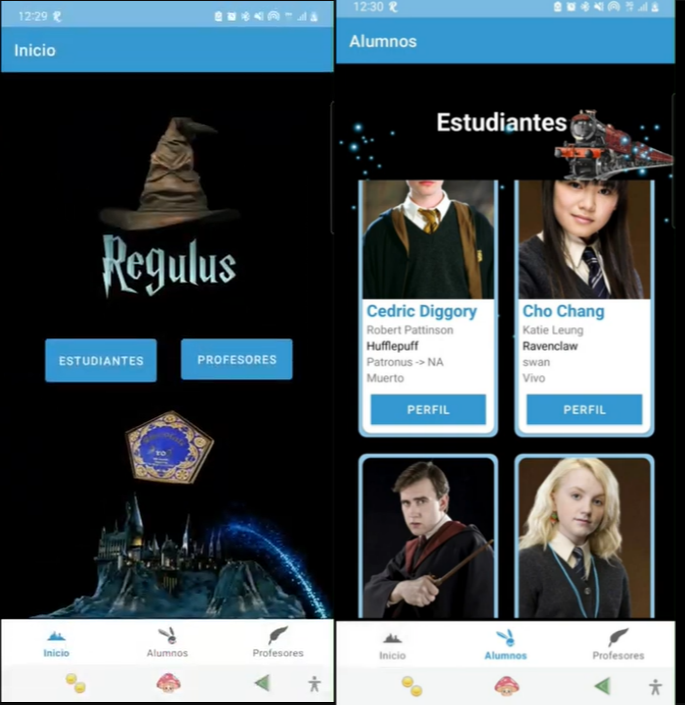 12:29
Inicio
Regulus
ESTUDIANTES
PROFESORES
Inicio
Alumnos
Profesores
12:30
Alumnos
Estudiantes
Cedric Diggory
Robert Pattinson
Hufflepuff
Patronus -> NA
Muerto
PERFIL
Cho Chang
Katie Leung
Ravenclaw
swan
Vivo
PERFIL
Inicio
Alumnos
Profesores